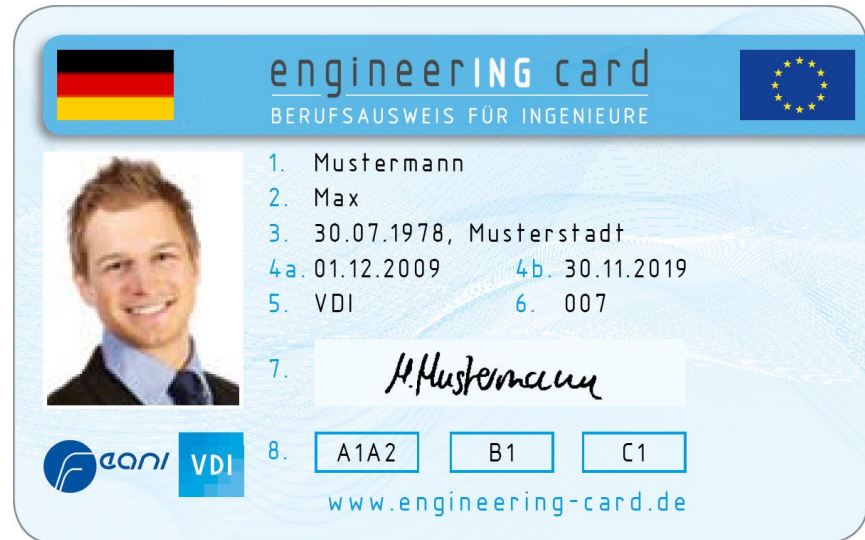 engineerING card
BERUFSAUSWEIS FÜR INGENIEURE
1. Mustermann
2. Max
3. 30.07.1978, Musterstadt
4a. 01.12.2009 4b. 30.11.2019
5. VDI 6. 007
7. M.Mustermann
8. A1A2 B1 C1
feani VDI
www.engineering-card.de